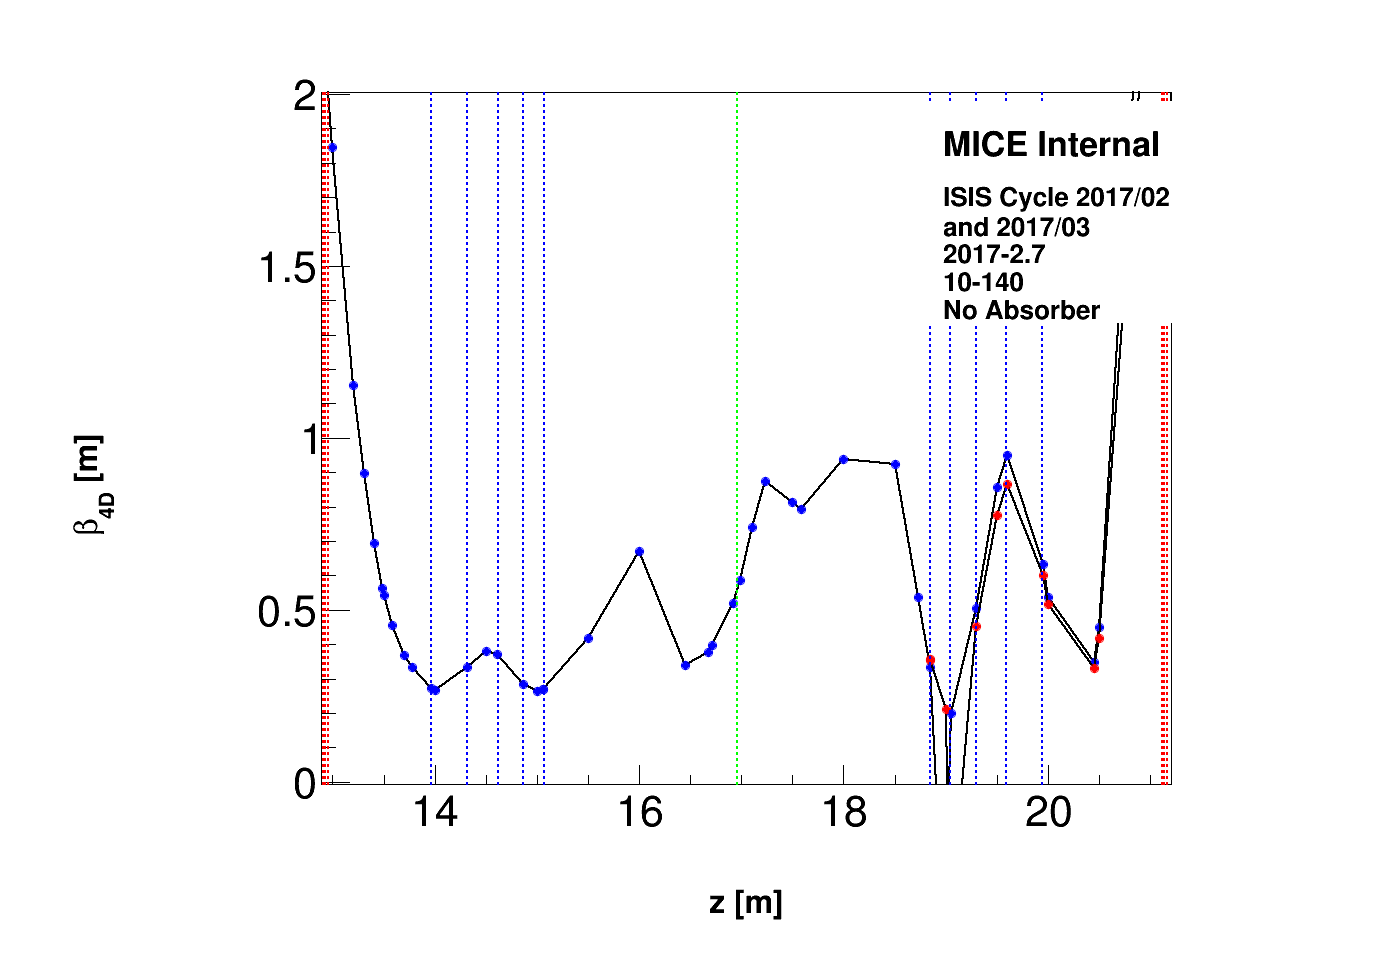 2
1.5
1
0.5
0
β4D [m]
MICE Internal
ISIS Cycle 2017/02
and 2017/03
2017-2.7
10-140
No Absorber
14 16 18 20
z [m]